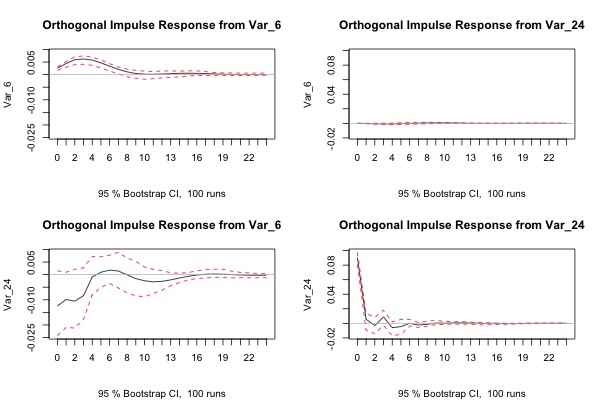 Orthogonal Impulse Response from Var_6
Var_6
0.005
-0.010
-0.025
0 2 4 6 8 10 13 16 19 22
95 % Bootstrap CI, 100 runs
Orthogonal Impulse Response from Var_24
Var_6
0.08
0.04
-0.02
0 2 4 6 8 10 13 16 19 22
95 % Bootstrap CI, 100 runs
Orthogonal Impulse Response from Var_6
Var_24
0.005
-0.010
-0.025
0 2 4 6 8 10 13 16 19 22
95 % Bootstrap CI, 100 runs
Orthogonal Impulse Response from Var_24
Var_24
0.08
0.04
-0.02
0 2 4 6 8 10 13 16 19 22
95 % Bootstrap CI, 100 runs